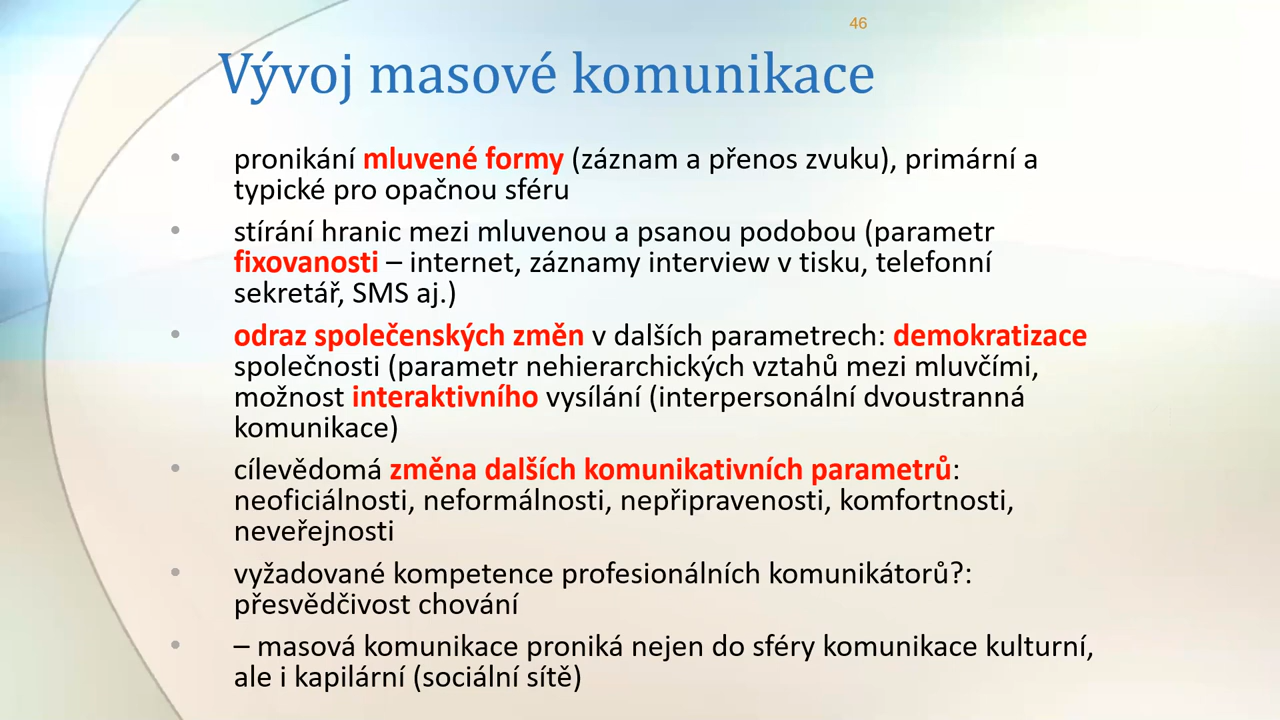 46
Vývoj masové komunikace
• pronikání mluvené formy (záznam a přenos zvuku), primární a
typické pro opačnou sféru
• stírání hranic mezi mluvenou a psanou podobou (parametr
fixovanosti – internet, záznamy interview v tisku, telefonní
sekretář, SMS aj.)
• odraz společenských změn v dalších parametrech: demokratizace
společnosti (parametr nehierarchických vztahů mezi mluvčími,
možnost interaktivního vysílání (interpersonální dvoustranná
komunikace)
• cílevědomá změna dalších komunikativních parametrů:
neoficiálnosti, neformálnosti, nepřipravenosti, komfortnosti,
neveřejnosti
• vyžadované kompetence profesionálních komunikátorů?:
přesvědčivost chování
• – masová komunikace proniká nejen do sféry komunikace kulturní,
ale i kapilární (sociální sítě)